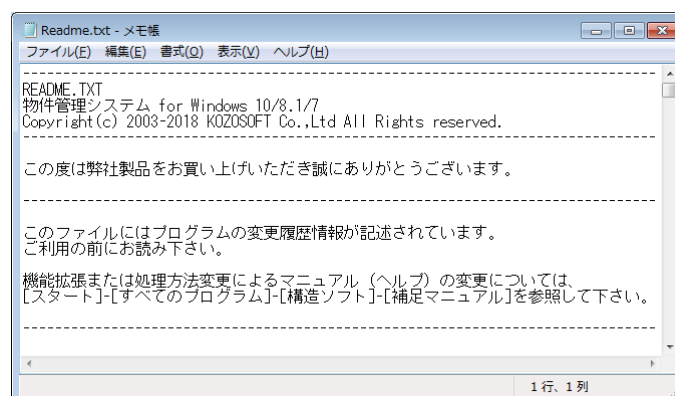 Readme.txt - メモ帳
ファイル(F) 編集(E) 書式(O) 表示(V) ヘルプ(H)
--------------------------------------------------------------------------------
README.TXT
物件管理システム for Windows 10/8.1/7
Copyright(c) 2003-2018 KOZOSOFT Co.,Ltd All Rights reserved.
--------------------------------------------------------------------------------
この度は弊社製品をお買い上げいただき誠にありがとうございます。
--------------------------------------------------------------------------------
このファイルにはプログラムの変更履歴情報が記述されています。
ご利用の前にお読み下さい。
機能拡張または処理方法変更によるマニュアル（ヘルプ）の変更については、
[スタート]-[すべてのプログラム]-[構造ソフト]-[補足マニュアル]を参照して下さい。
--------------------------------------------------------------------------------
1 行、1 列